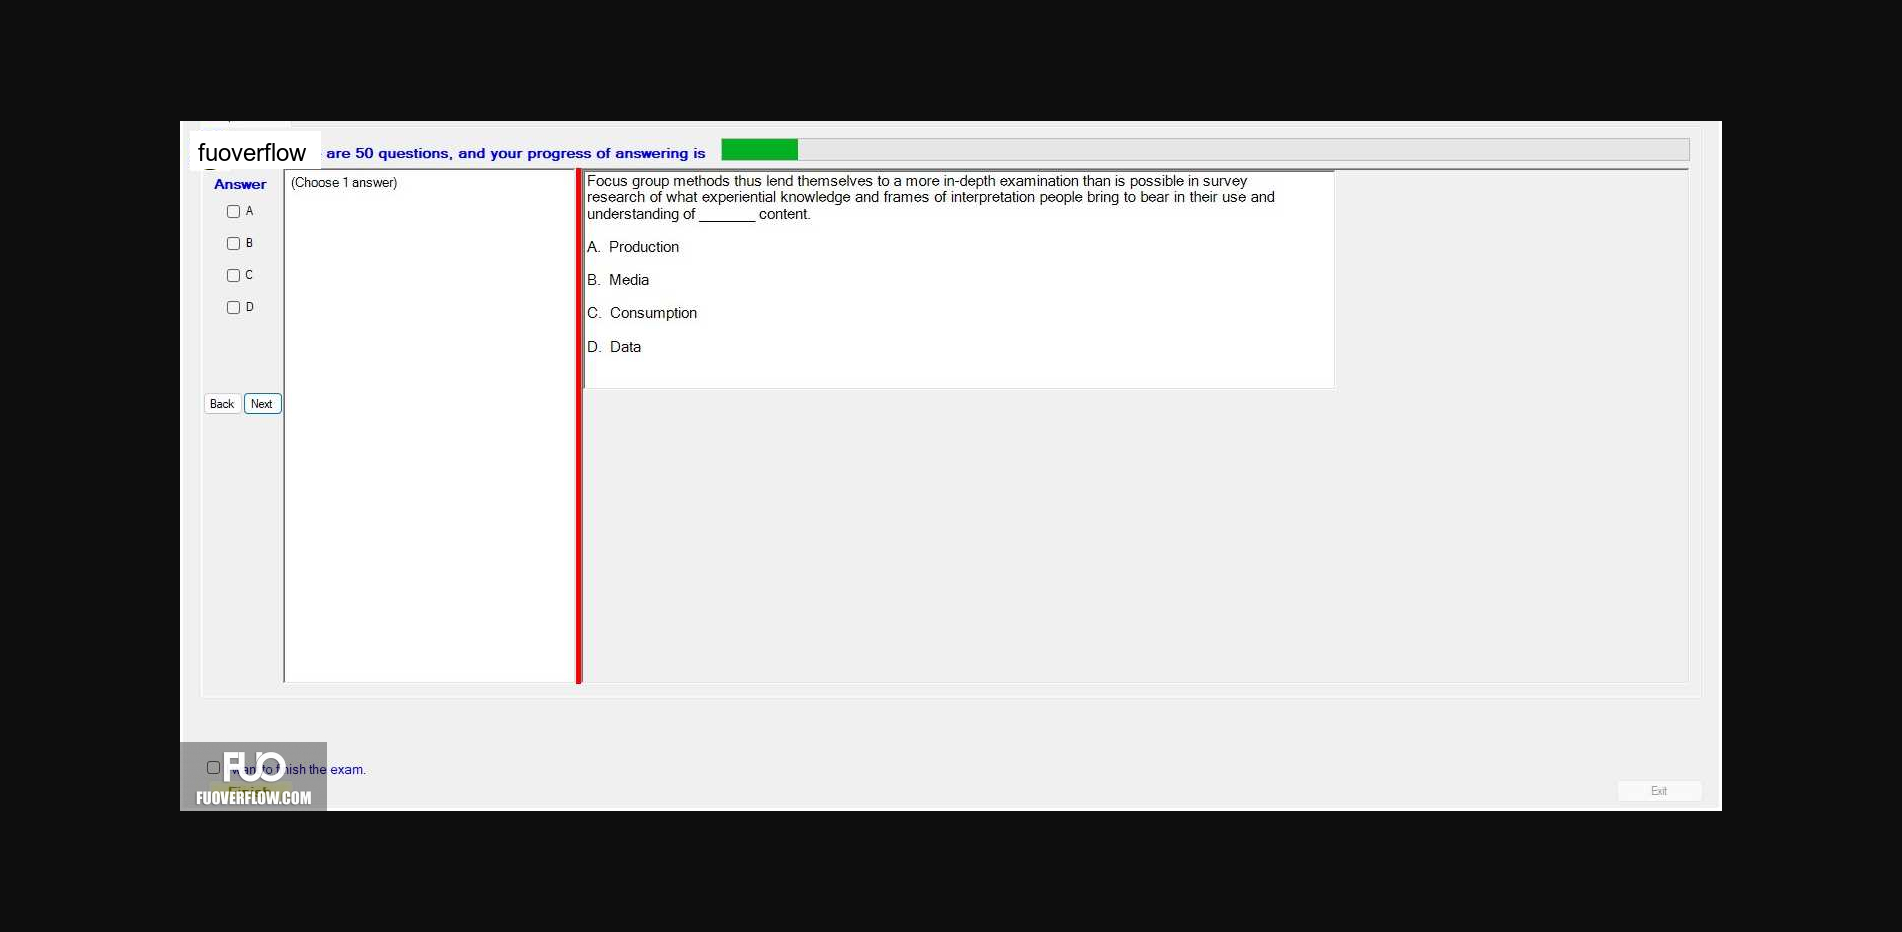 fuoverflow are 50 questions, and your progress of answering is
Answer
(Choose 1 answer)
A
B
C
D
Back Next
Focus group methods thus lend themselves to a more in-depth examination than is possible in survey
research of what experiential knowledge and frames of interpretation people bring to bear in their use and
understanding of _______ content.
A. Production
B. Media
C. Consumption
D. Data
want to finish the exam.
Finish
FUO
FUOVERFLOW.COM
Exit